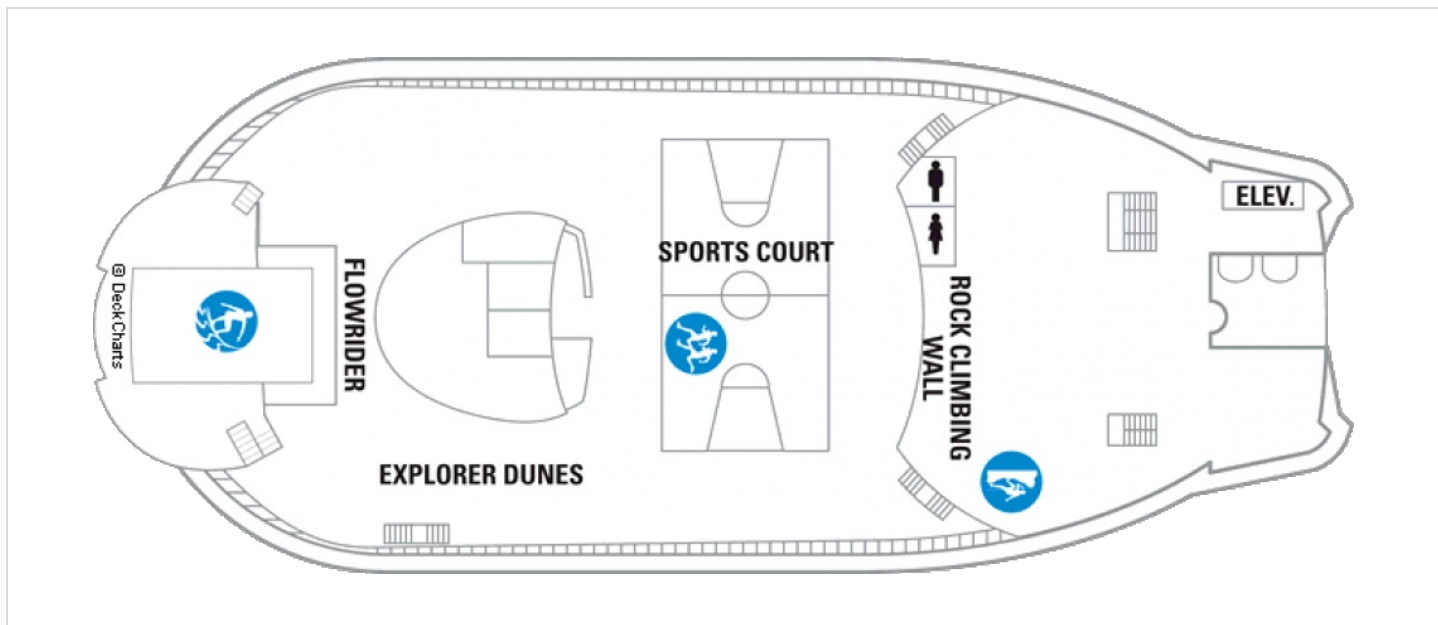 © DeckCharts
FLOWRIDER
EXPLORER DUNES
SPORTS COURT
ROCK CLIMBING
WALL
ELEV.